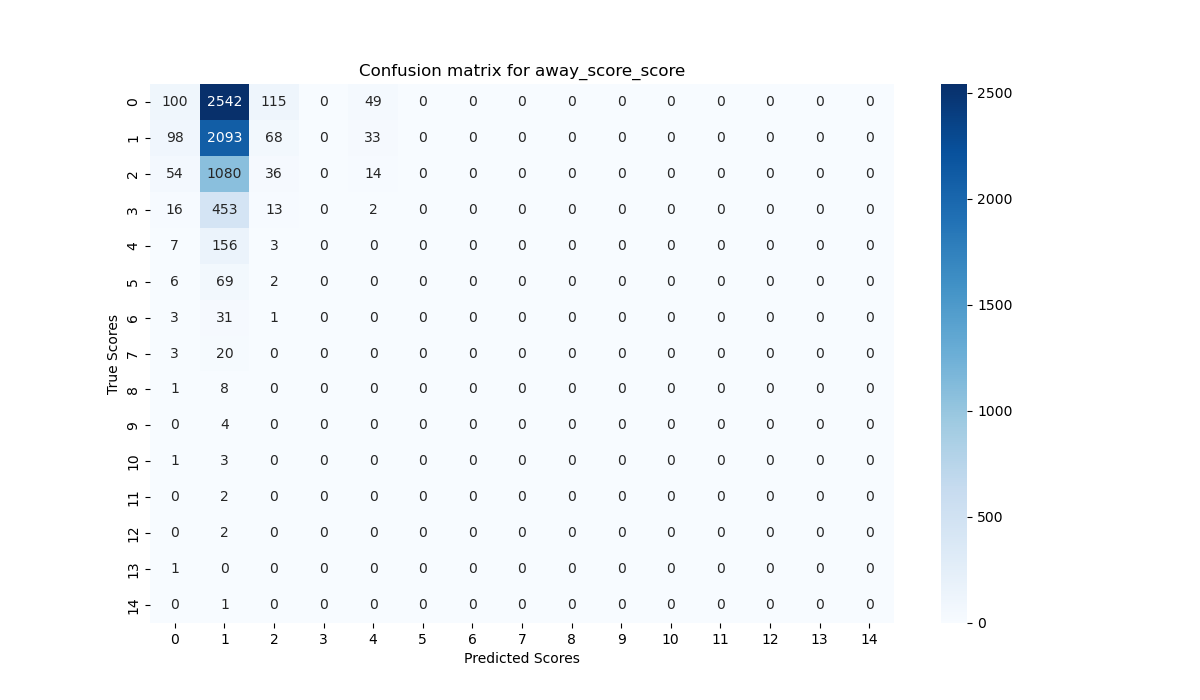 Confusion matrix for away_score_score
0 100 2542 115 0 49 0 0 0 0 0 0 0 0 0 0
1 98 2093 68 0 33 0 0 0 0 0 0 0 0 0 0
2 54 1080 36 0 14 0 0 0 0 0 0 0 0 0 0
3 16 453 13 0 2 0 0 0 0 0 0 0 0 0 0
4 7 156 3 0 0 0 0 0 0 0 0 0 0 0 0
5 6 69 2 0 0 0 0 0 0 0 0 0 0 0 0
6 3 31 1 0 0 0 0 0 0 0 0 0 0 0 0
7 3 20 0 0 0 0 0 0 0 0 0 0 0 0 0
8 1 8 0 0 0 0 0 0 0 0 0 0 0 0 0
9 0 4 0 0 0 0 0 0 0 0 0 0 0 0 0
10 1 3 0 0 0 0 0 0 0 0 0 0 0 0 0
11 0 2 0 0 0 0 0 0 0 0 0 0 0 0 0
12 0 2 0 0 0 0 0 0 0 0 0 0 0 0 0
13 1 0 0 0 0 0 0 0 0 0 0 0 0 0 0
14 0 1 0 0 0 0 0 0 0 0 0 0 0 0 0
0 1 2 3 4 5 6 7 8 9 10 11 12 13 14
Predicted Scores
True Scores
2500
2000
1500
1000
500
0